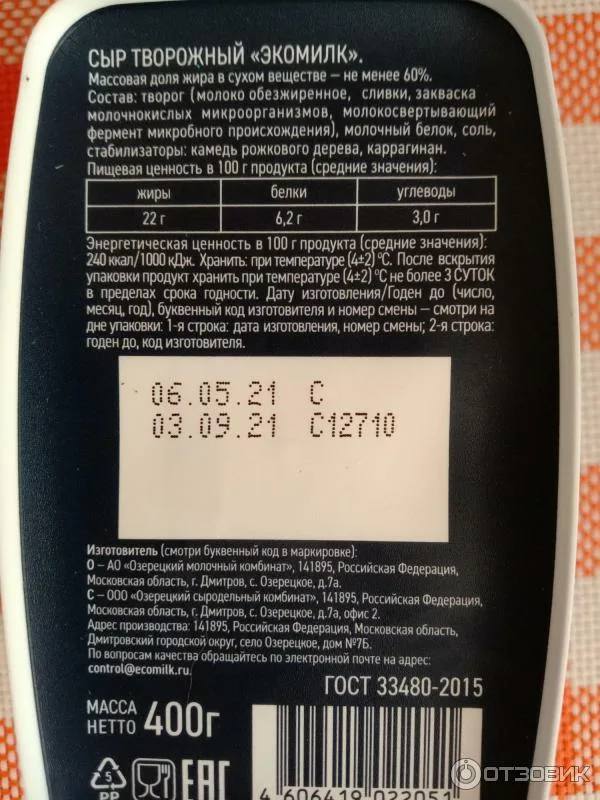 СЫР ТВОРОЖНЫЙ «ЭКОМИЛК».
Массовая доля жира в сухом веществе – не менее 60%.
Состав: творог (молоко обезжиренное, сливки, закваска
молочнокислых микроорганизмов, молокосвертывающий
фермент микробного происхождения), молочный белок, соль,
стабилизаторы: камедь рожкового дерева, каррагинан.
Пищевая ценность в 100 г продукта (средние значения):
жиры белки углеводы
22 г 6,2 г 3,0 г
Энергетическая ценность в 100 г продукта (средние значения):
240 ккал/1000 кДж. Хранить: при температуре (4±2) °С. После вскрытия
упаковки продукт хранить при температуре (4±2) °С не более 3 СУТОК
в пределах срока годности. Дату изготовления/Годен до (число,
месяц, год), буквенный код изготовителя и номер смены – смотри на
дне упаковки: 1-я строка: дата изготовления, номер смены; 2-я строка:
годен до, код изготовителя.
06.05.21 С
03.09.21 С12710
Изготовитель (смотри буквенный код в маркировке):
О – АО «Озерецкий молочный комбинат», 141895, Российская Федерация,
Московская область, г. Дмитров, с. Озерецкое, д.7а.
С – ООО «Озерецкий сыродельный комбинат», 141895, Российская Федерация,
Московская область, г. Дмитров, с. Озерецкое, д.7а, офис 2.
Адрес производства: 141895, Российская Федерация, Московская область,
Дмитровский городской округ, село Озерецкое, дом №7Б.
По вопросам качества обращайтесь по электронной почте на адрес:
control@ecomilk.ru
ГОСТ 33480-2015
МАССА
НЕТТО 400г
5
PP
EAC
4 606419 022051
ОТЗОВИК